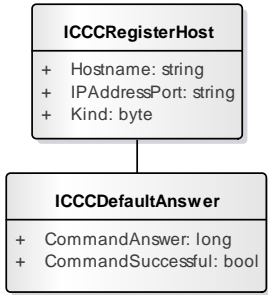 ICCCRegisterHost
+ Hostname: string
+ IPAddressPort: string
+ Kind: byte
ICCCDefaultAnswer
+ CommandAnswer: long
+ CommandSuccessful: bool